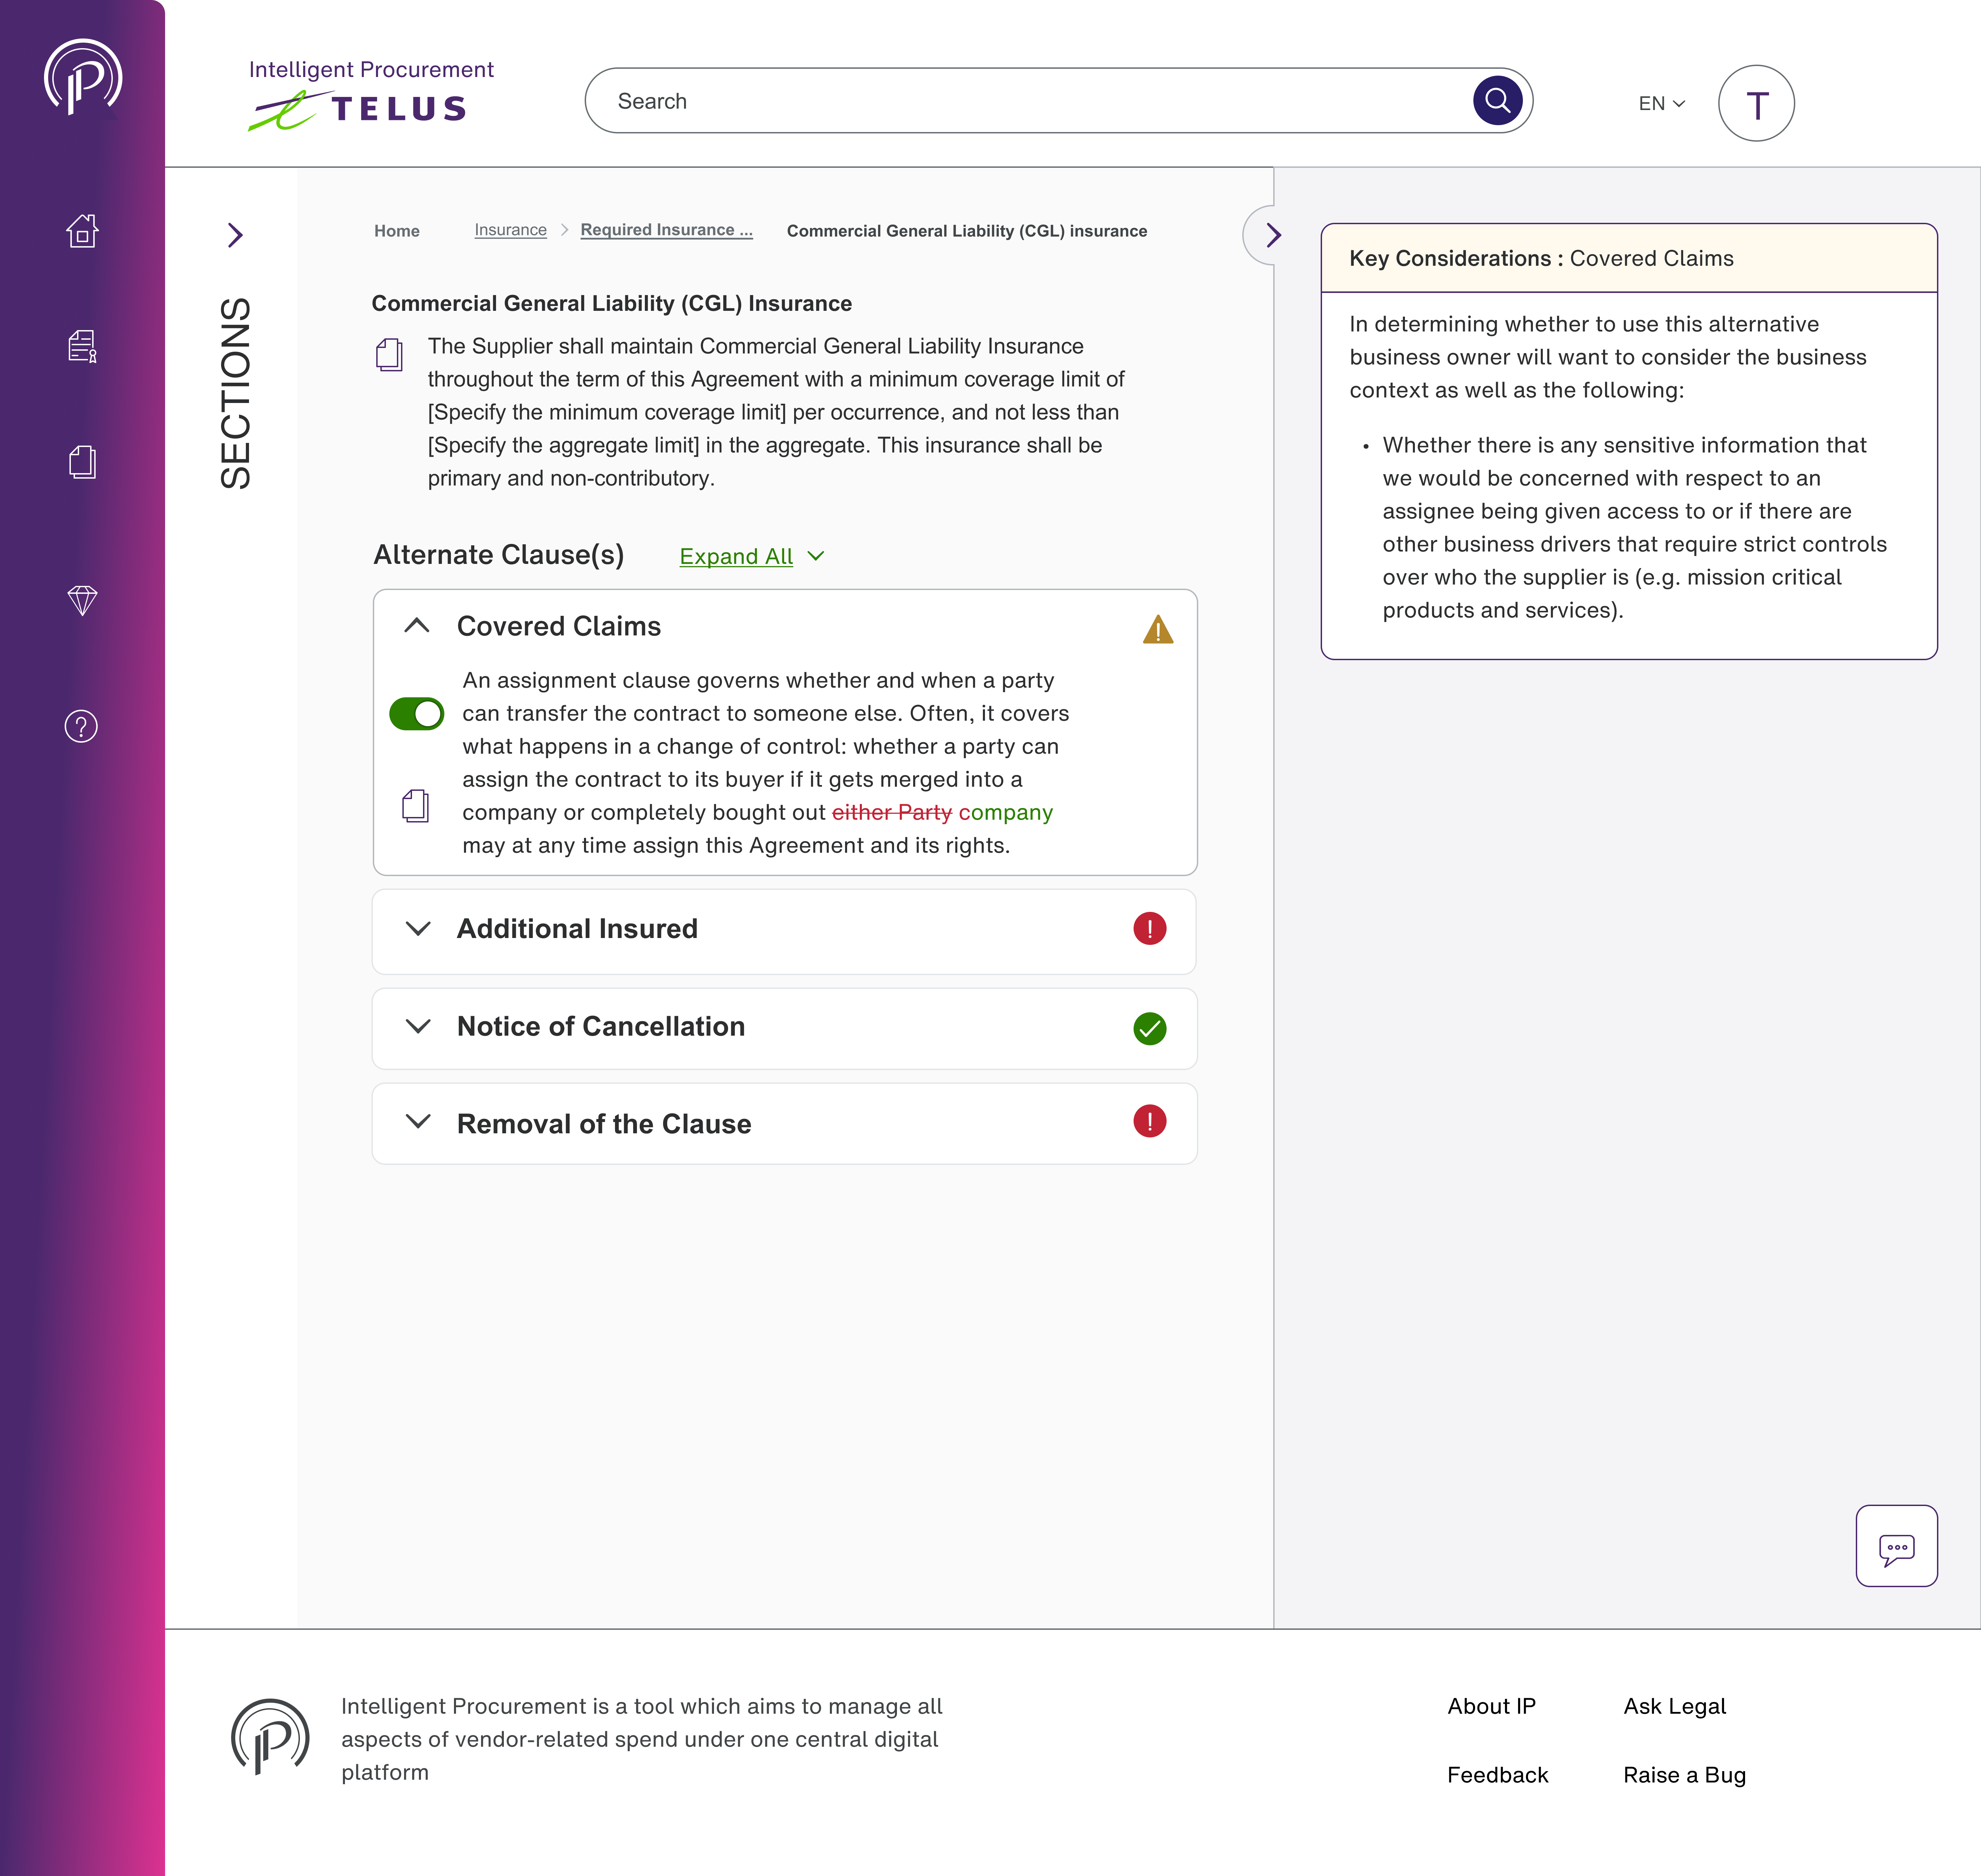 Intelligent Procurement
TELUS
Search
EN
T
SECTIONS
Home
Insurance
Required Insurance ...
Commercial General Liability (CGL) insurance
Commercial General Liability (CGL) Insurance
The Supplier shall maintain Commercial General Liability Insurance
throughout the term of this Agreement with a minimum coverage limit of
[Specify the minimum coverage limit] per occurrence, and not less than
[Specify the aggregate limit] in the aggregate. This insurance shall be
primary and non-contributory.
Alternate Clause(s)
Expand All
Covered Claims
An assignment clause governs whether and when a party
can transfer the contract to someone else. Often, it covers
what happens in a change of control: whether a party can
assign the contract to its buyer if it gets merged into a
company or completely bought out either Party company
may at any time assign this Agreement and its rights.
Additional Insured
Notice of Cancellation
Removal of the Clause
Key Considerations : Covered Claims
In determining whether to use this alternative
business owner will want to consider the business
context as well as the following:
• Whether there is any sensitive information that
we would be concerned with respect to an
assignee being given access to or if there are
other business drivers that require strict controls
over who the supplier is (e.g. mission critical
products and services).
Intelligent Procurement is a tool which aims to manage all
aspects of vendor-related spend under one central digital
platform
About IP
Ask Legal
Feedback
Raise a Bug